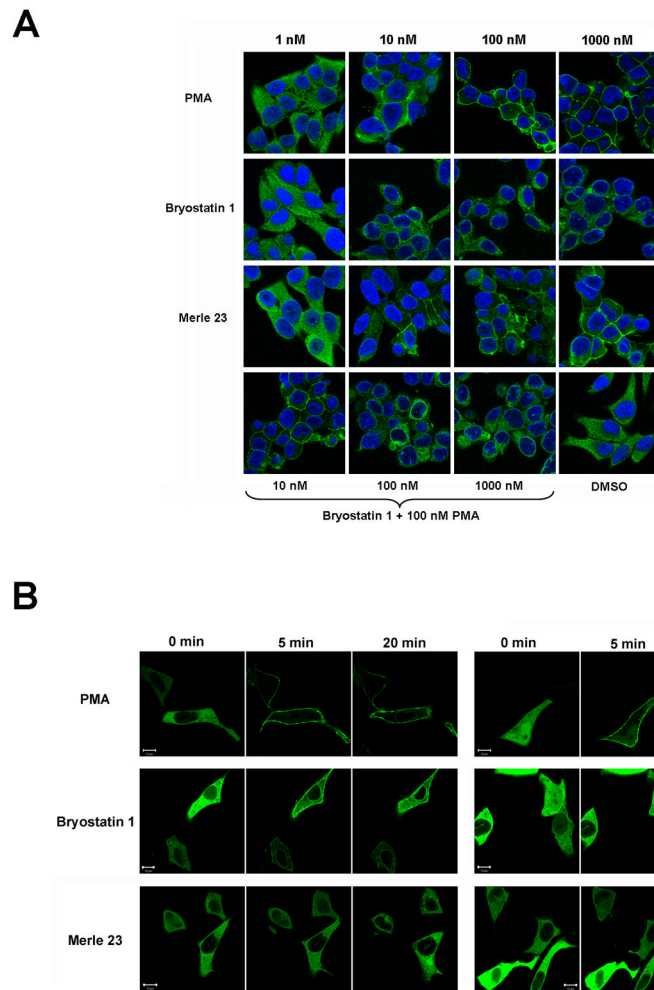 A
1 nM 10 nM 100 nM 1000 nM
PMA
Bryostatin 1
Merle 23
10 nM 100 nM 1000 nM DMSO
Bryostatin 1 + 100 nM PMA
B
0 min 5 min 20 min 0 min 5 min
PMA
Bryostatin 1
Merle 23